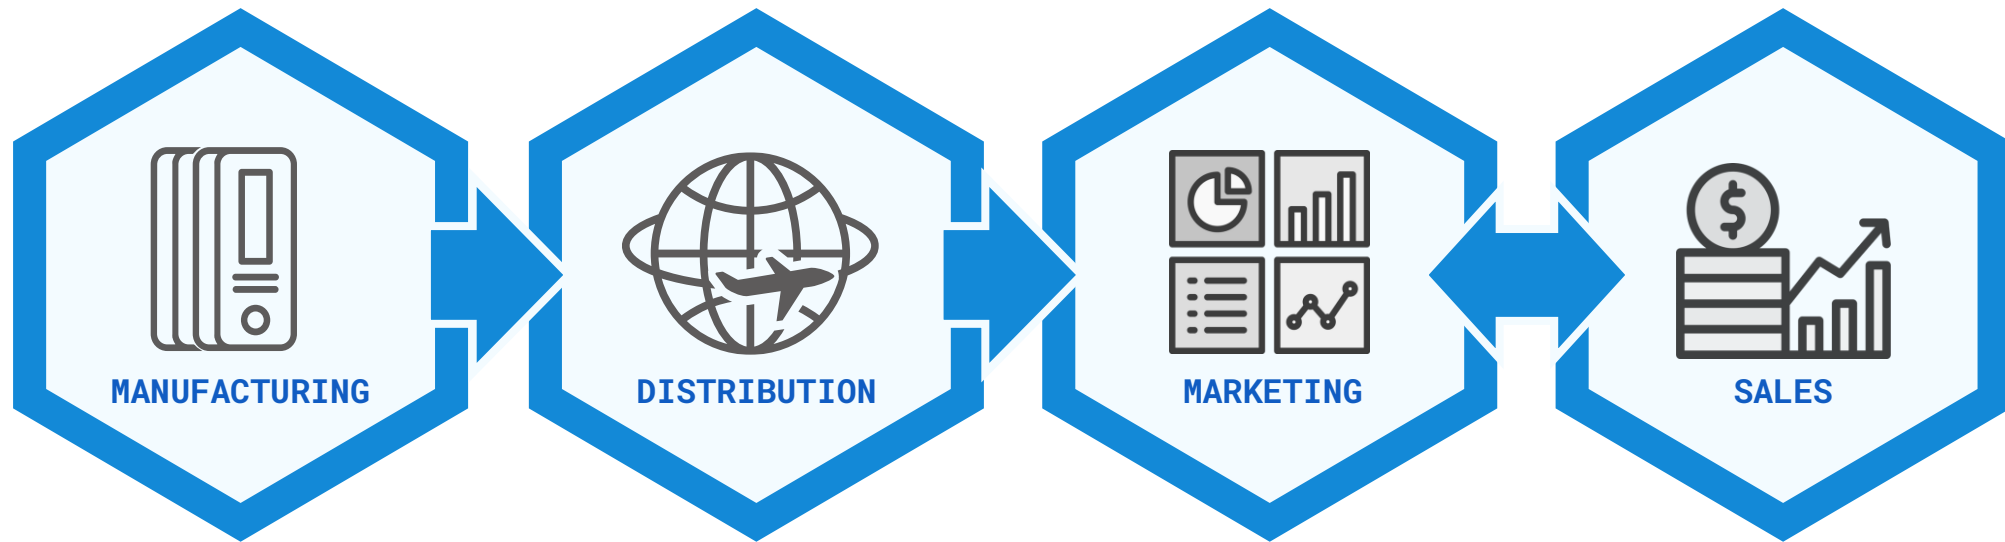 MANUFACTURING
DISTRIBUTION
MARKETING
$
SALES